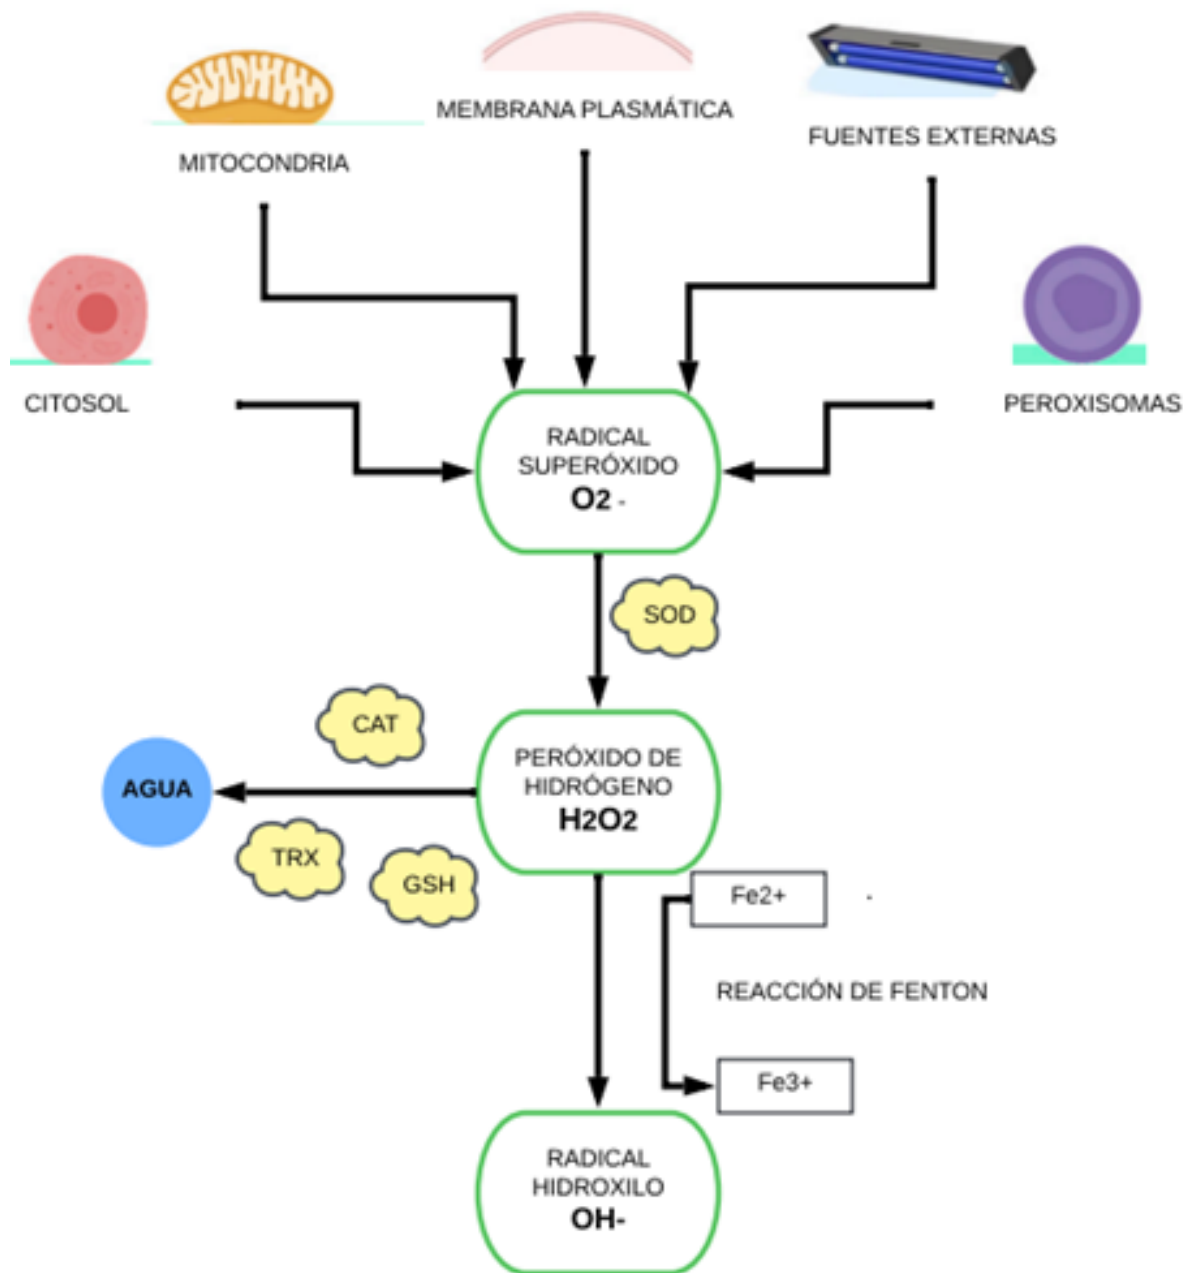 MEMBRANA PLASMÁTICA
FUENTES EXTERNAS
MITOCONDRIA
CITOSOL
PEROXISOMAS
RADICAL
SUPERÓXIDO
O2 -
SOD
CAT
PERÓXIDO DE
HIDRÓGENO
H2O2
AGUA
TRX
GSH
Fe2+
-
REACCIÓN DE FENTON
Fe3+
RADICAL
HIDROXILO
OH-